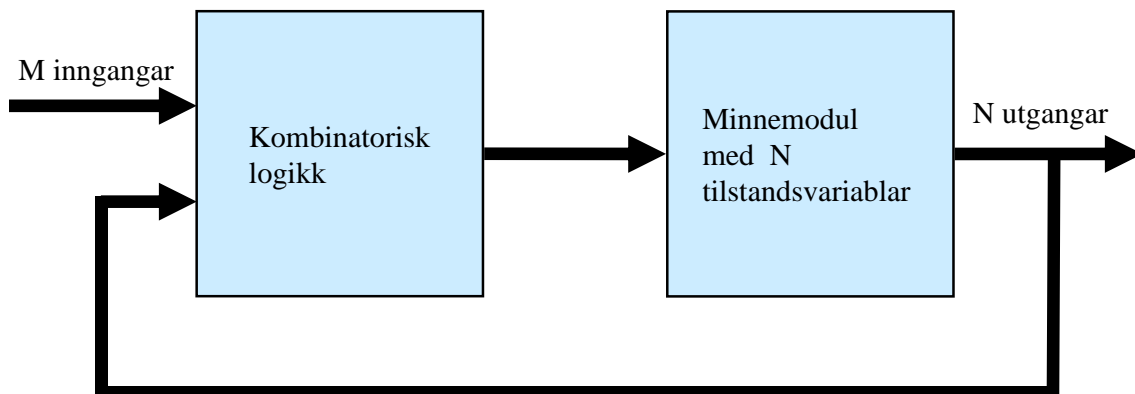 M inngangar
Kombinatorisk
logikk
Minnemodul
med N
tilstandsvariablar
N utgangar